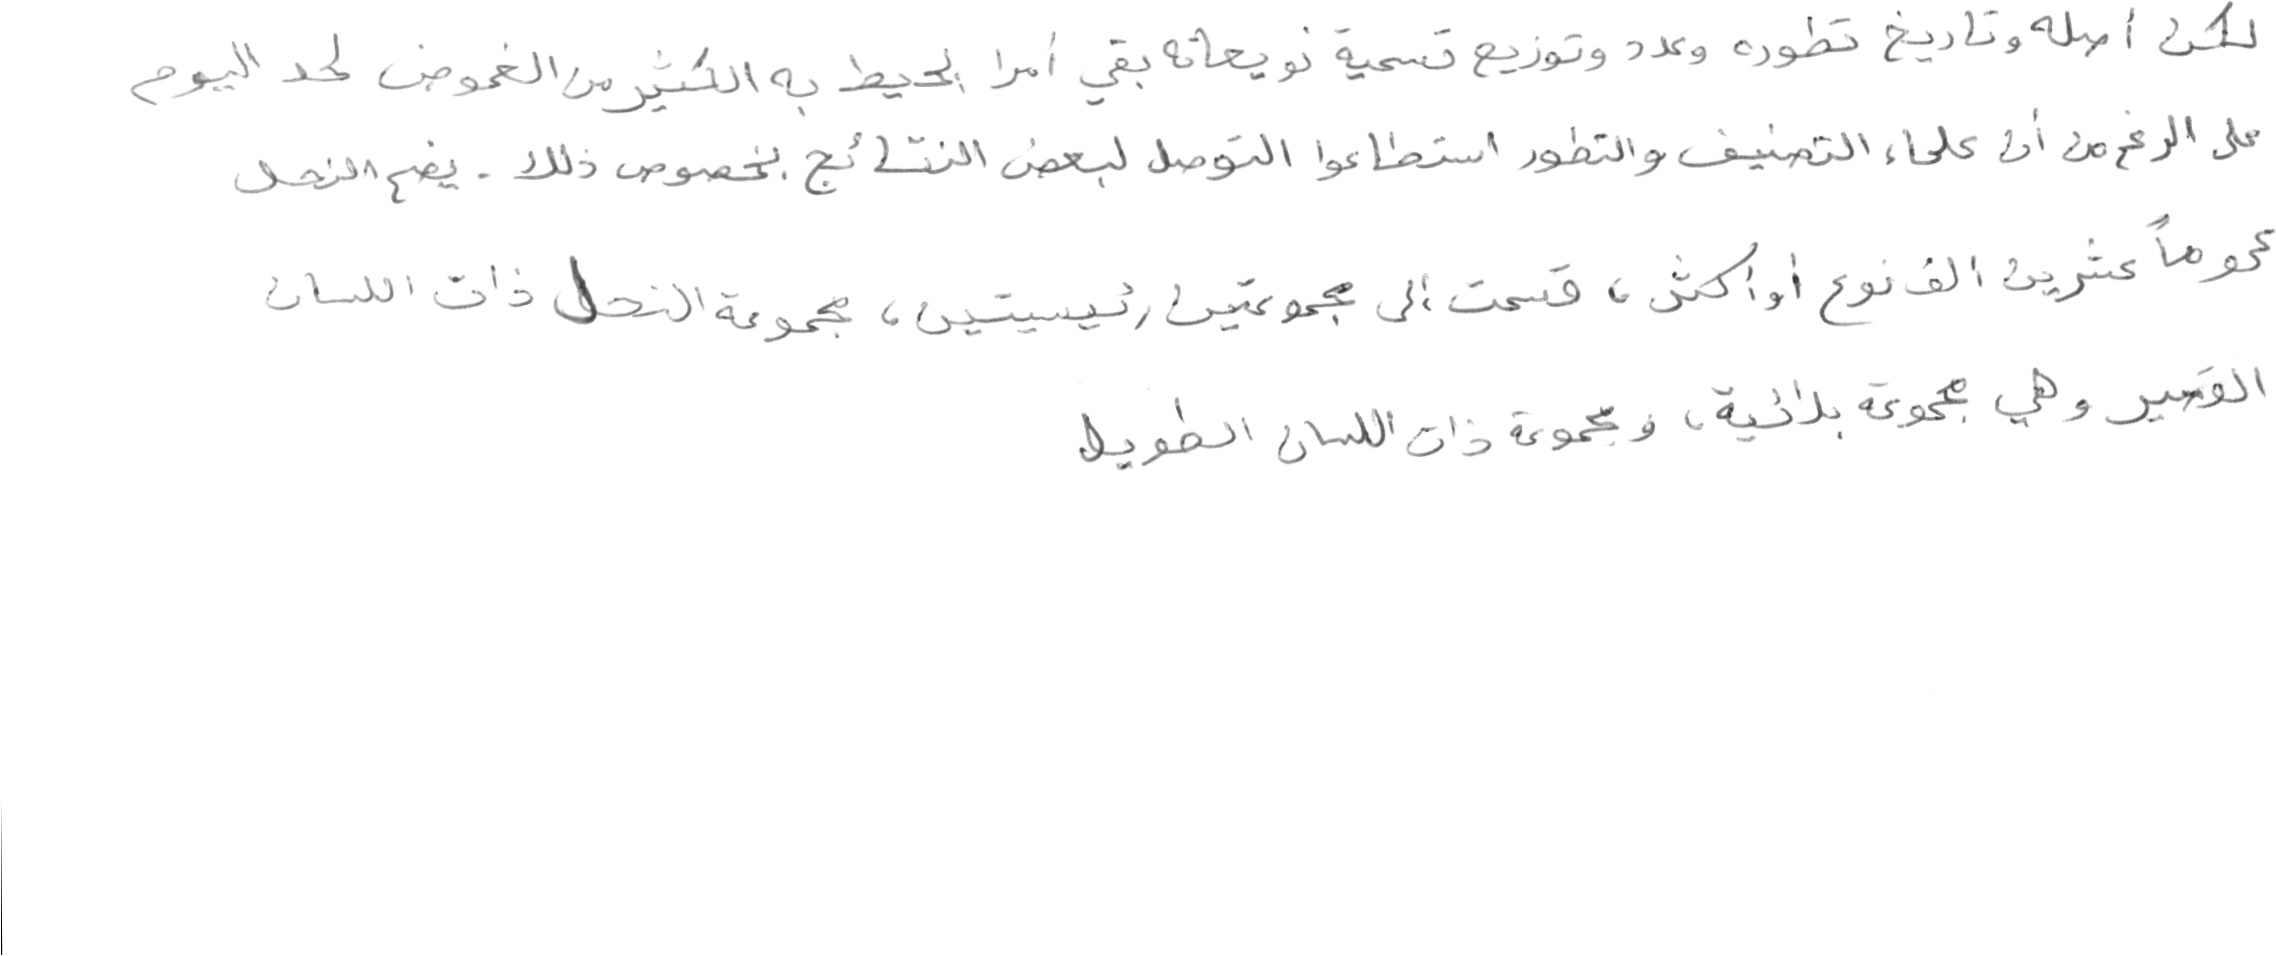 لكن أصله وتاريخ تطوره وعدد وتوزيع تسمية نويعاته بقي أمرا يحيط به الكثير من الغموض لحد اليوم
على الرغم من أن علماء التصنيف والتطور استطاعوا التوصل لبعض النتائج بخصوص ذلك. يضم النحل
عموماً عشرين الف نوع أو أكثر، قسمت إلى مجموعتين رئيسيتين، مجموعة النحل ذات اللسان
القصير وهي مجموعة بدائية، ومجموعة ذات اللسان الطويل